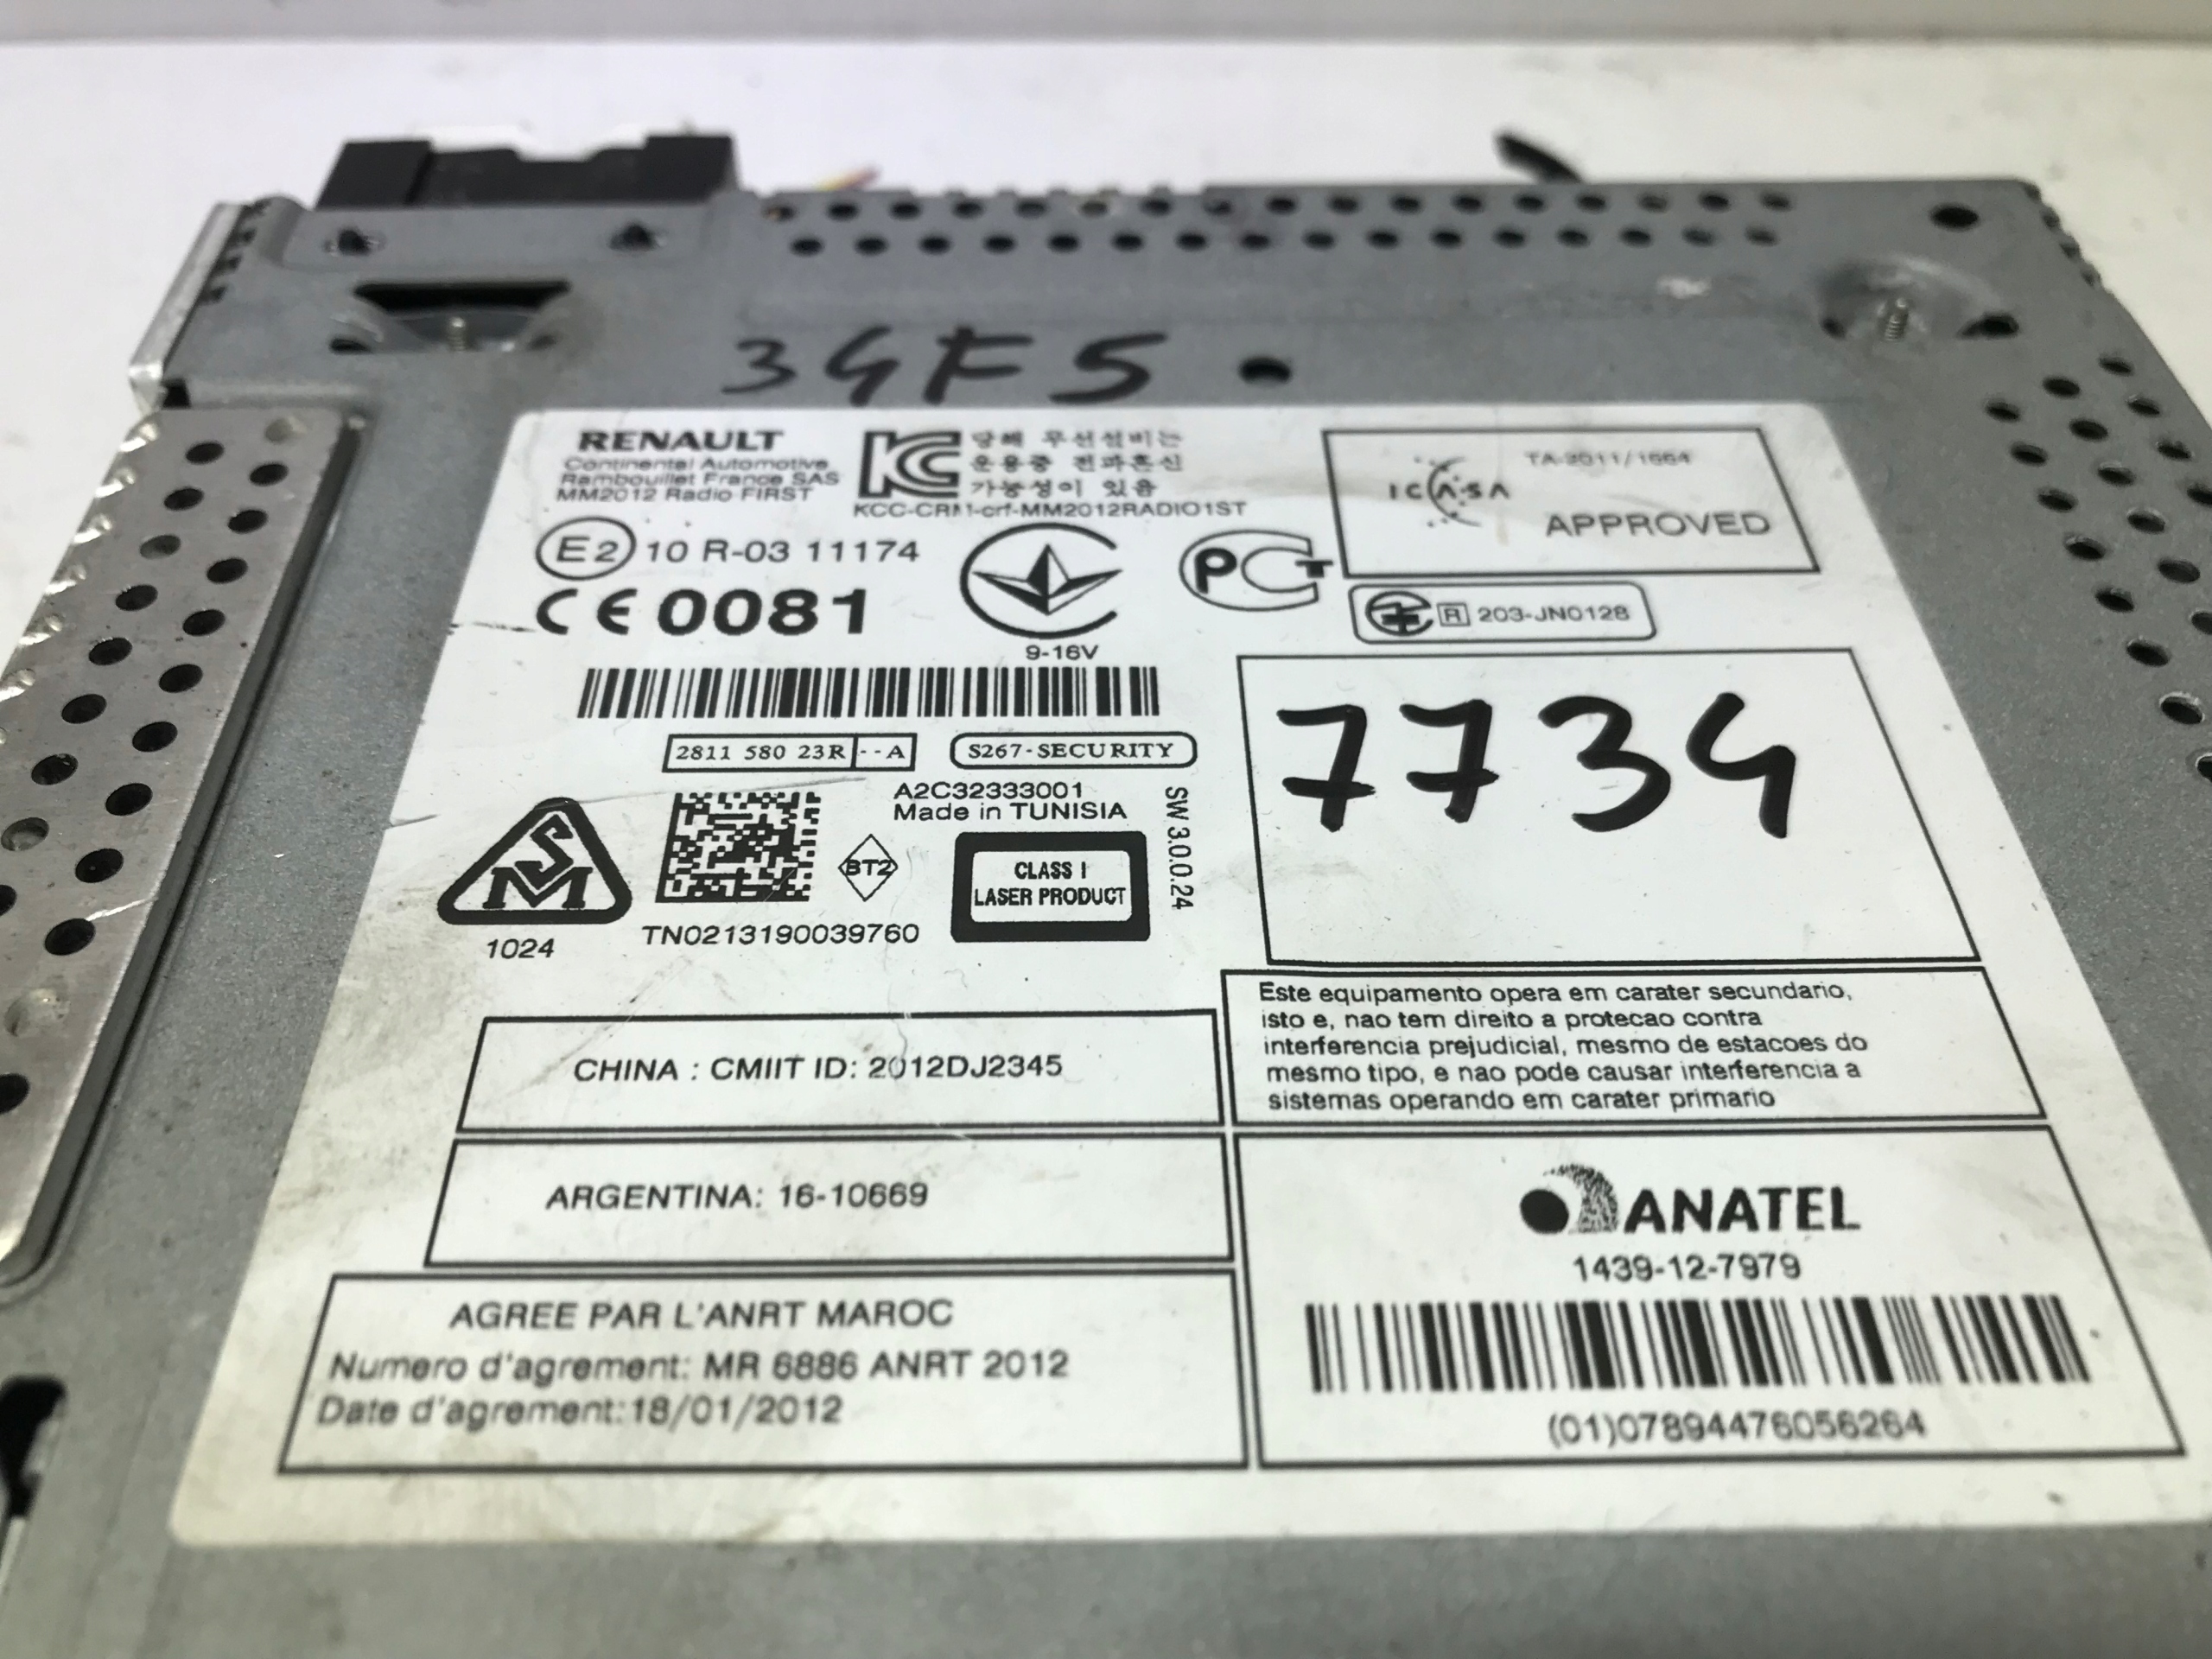 34F5
RENAULT
Continental Automotive
Rambouillet France SAS
MM2012 Radio FIRST
당해 무선설비는
운용중 전파혼신
가능성이 있음
KCC-CRM-crf-MM2012RADIO1ST
ICASA
TA-2011/1664
APPROVED
E2 10 R-03 11174
CE 0081
9-16V
PCT
R 203-JN0128
2811 580 23R --A
S267-SECURITY
A2C32333001
Made in TUNISIA
SW 3.0.0.24
7734
SM
1024
BT2
TN0213190039760
CLASS I
LASER PRODUCT
CHINA : CMIIT ID: 2012DJ2345
Este equipamento opera em carater secundario,
isto e, nao tem direito a protecao contra
interferencia prejudicial, mesmo de estacoes do
mesmo tipo, e nao pode causar interferencia a
sistemas operando em carater primario
ARGENTINA: 16-10669
ANATEL
1439-12-7979
(01)07894476056264
AGREE PAR L'ANRT MAROC
Numero d'agrement: MR 6886 ANRT 2012
Date d'agrement:18/01/2012